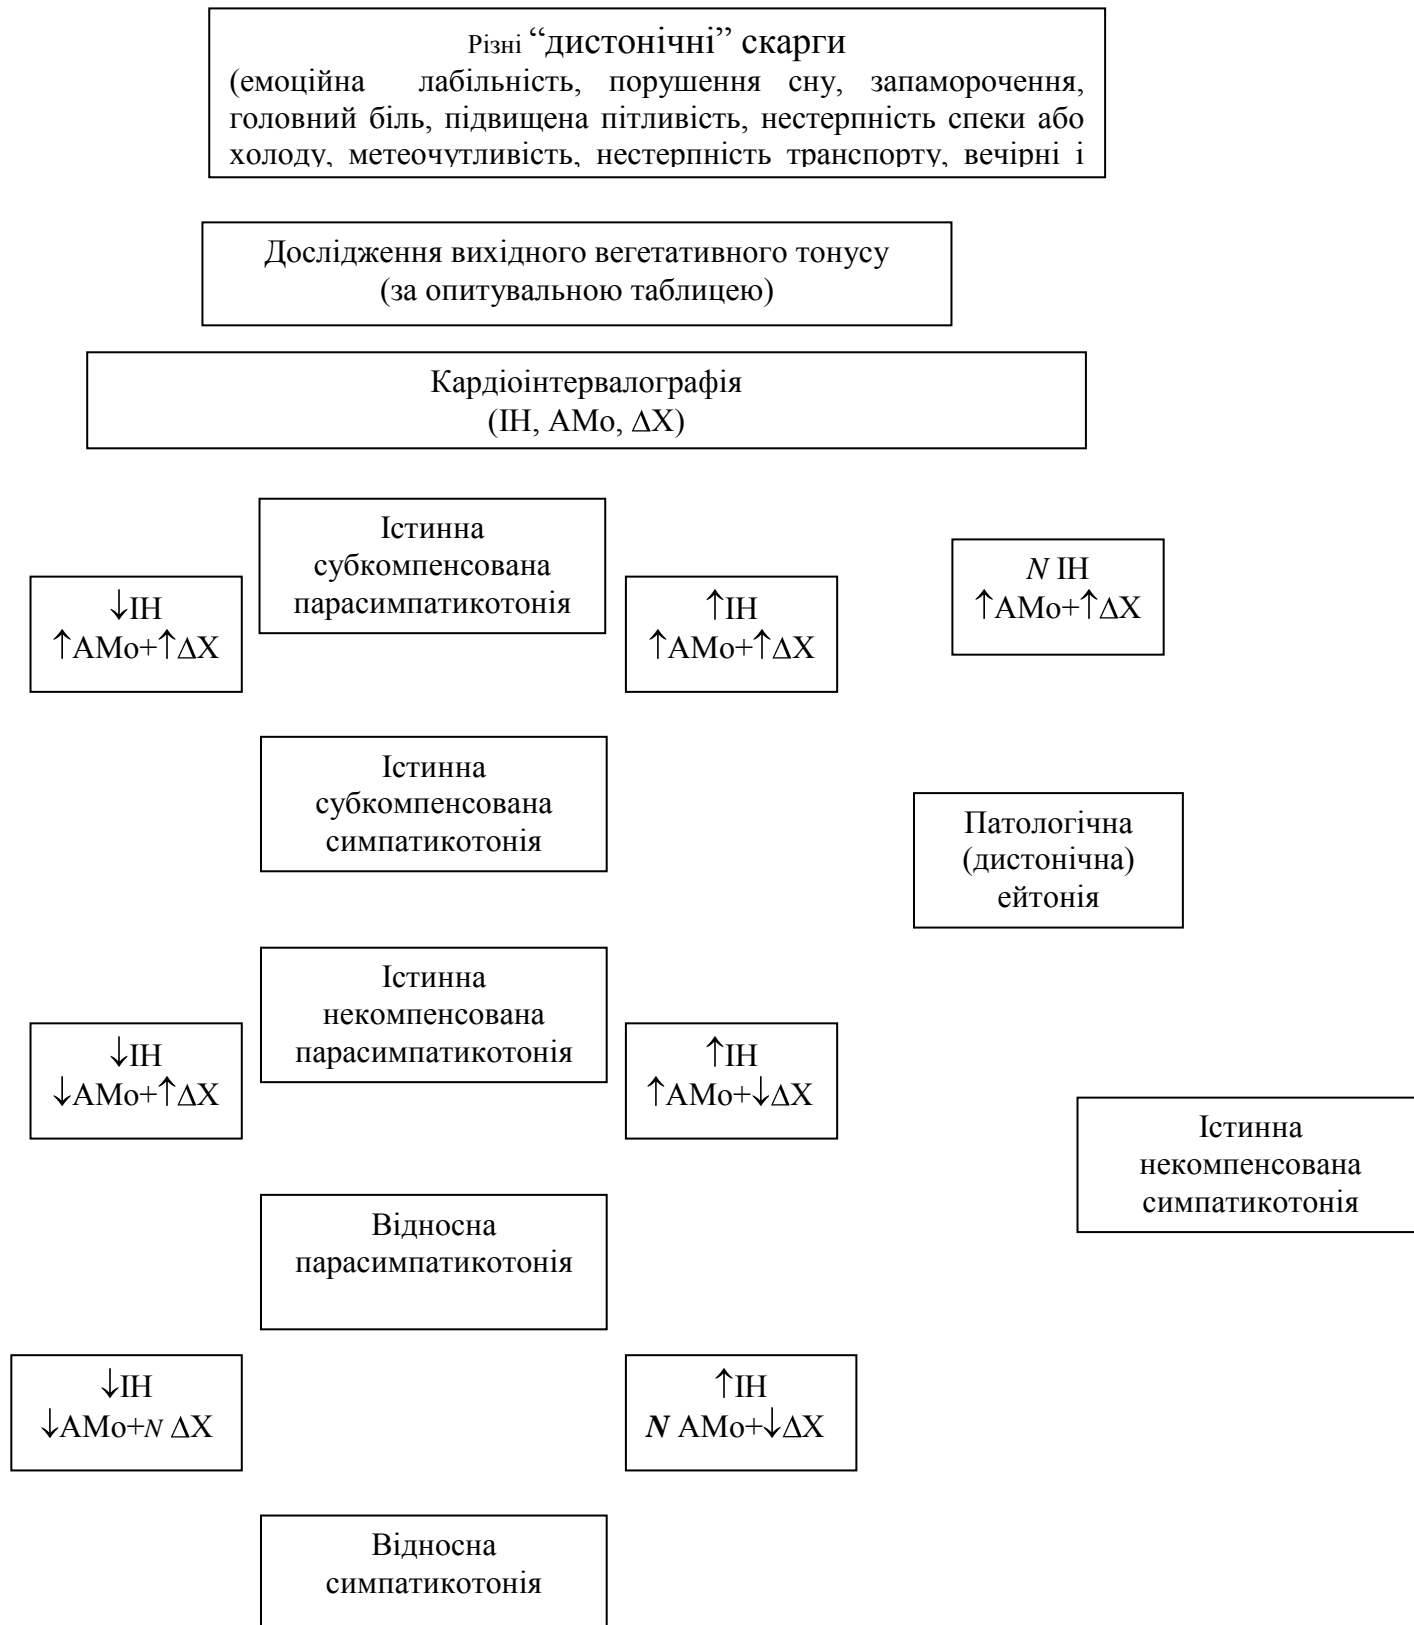 Різні “дистонічні” скарги
(емоційна лабільність, порушення сну, запаморочення,
головний біль, підвищена пітливість, нестерпність спеки або
холоду, метеочутливість, нестерпність транспорту, вечірні і
Дослідження вихідного вегетативного тонусу
(за опитувальною таблицею)
Кардіоінтервалографія
(ІН, АМо, ΔХ)
Істинна
субкомпенсована
парасимпатикотонія
↓ІН
↑АМо+↑ΔХ
↑ІН
↑АМо+↑ΔХ
N ІН
↑АМо+↑ΔХ
Істинна
субкомпенсована
симпатикотонія
Патологічна
(дистонічна)
ейтонія
Істинна
некомпенсована
парасимпатикотонія
↓ІН
↓АМо+↑ΔХ
↑ІН
↑АМо+↓ΔХ
Істинна
некомпенсована
симпатикотонія
Відносна
парасимпатикотонія
↓ІН
↓АМо+N ΔХ
↑ІН
N АМо+↓ΔХ
Відносна
симпатикотонія